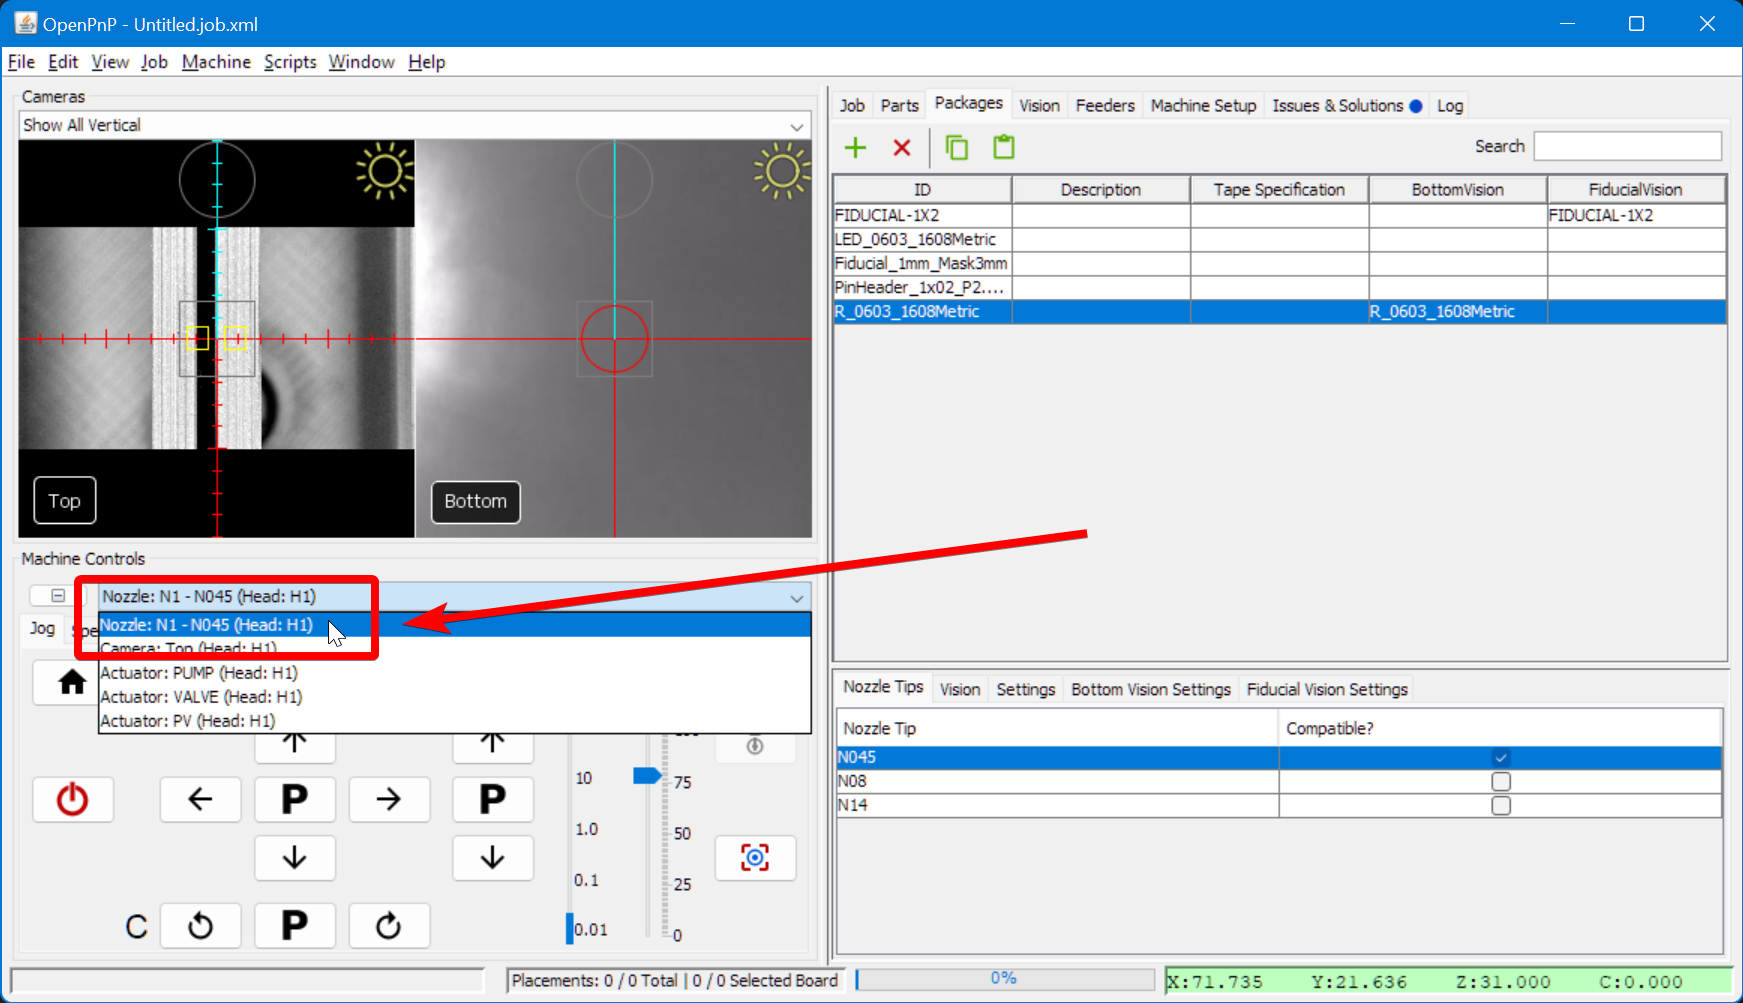 OpenPnP - Untitled.job.xml
File Edit View Job Machine Scripts Window Help
Cameras
Show All Vertical
Top
Bottom
Machine Controls
Nozzle: N1 - N045 (Head: H1)
Nozzle: N1 - N045 (Head: H1)
Camera: Top (Head: H1)
Actuator: PUMP (Head: H1)
Actuator: VALVE (Head: H1)
Actuator: PV (Head: H1)
Jog Spe
P
P
C
P
10
1.0
0.1
0.01
75
50
25
0
Job Parts Packages Vision Feeders Machine Setup Issues & Solutions Log
Search
ID Description Tape Specification BottomVision FiducialVision
FIDUCIAL-1X2 FIDUCIAL-1X2
LED_0603_1608Metric
Fiducial_1mm_Mask3mm
PinHeader_1x02_P2....
R_0603_1608Metric R_0603_1608Metric
Nozzle Tips Vision Settings Bottom Vision Settings Fiducial Vision Settings
Nozzle Tip Compatible?
N045
N08
N14
Placements: 0 / 0 Total | 0 / 0 Selected Board
0%
X:71.735 Y:21.636 Z:31.000 C:0.000